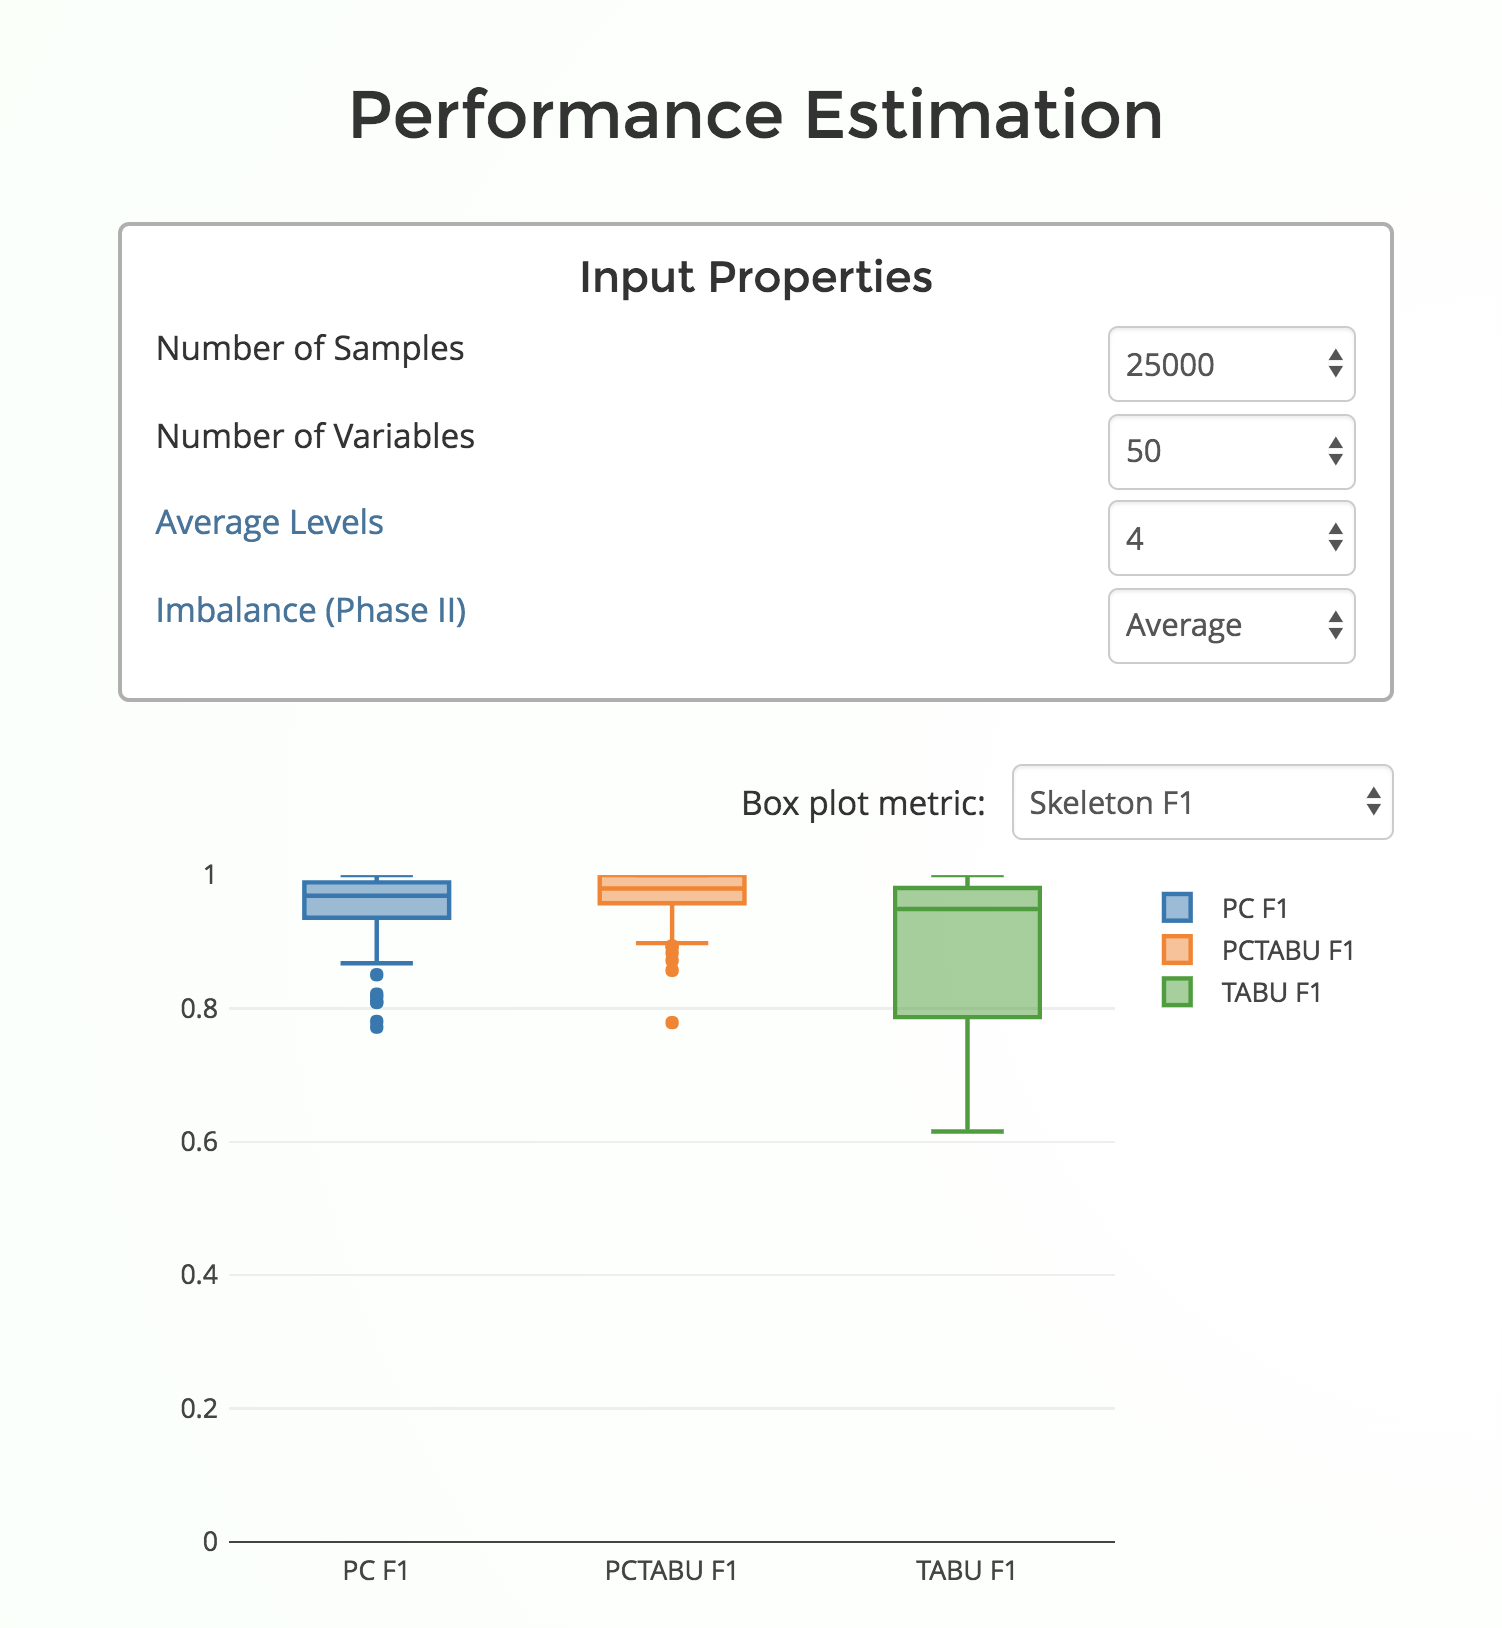 Performance Estimation
Input Properties
Number of Samples
25000
Number of Variables
50
Average Levels
4
Imbalance (Phase II)
Average
Box plot metric:
Skeleton F1
1
0.8
0.6
0.4
0.2
0
PC F1
PCTABU F1
TABU F1
PC F1
PCTABU F1
TABU F1